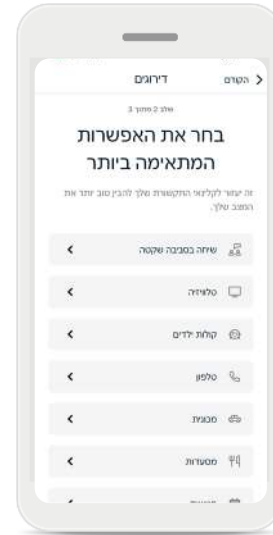 הקודם
דירוגים
שלב 2 מתוך 3
בחר את האפשרות
המתאימה ביותר
זה יעזור לקלינאי התקשורת שלך להבין טוב יותר את
המצב שלך.
שיחה בסביבה שקטה
טלוויזיה
קולות ילדים
טלפון
מכונית
מסעדות